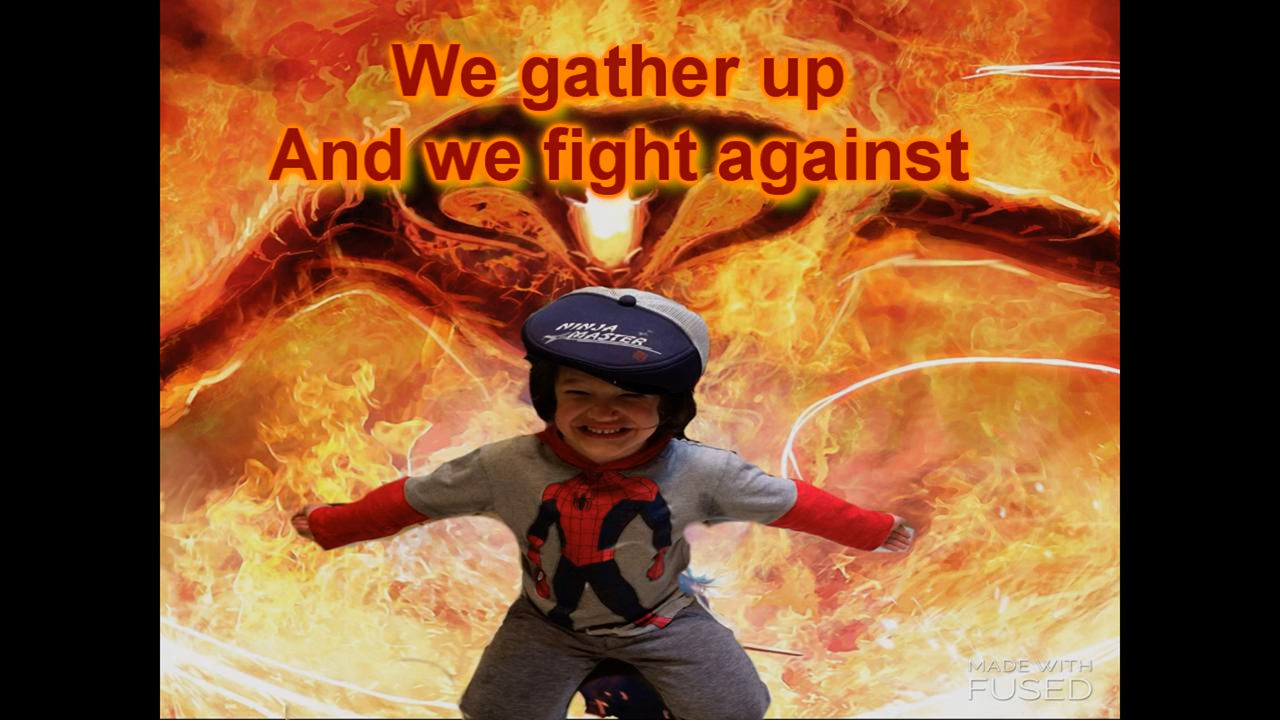 We gather up
And we fight against
NINJA
MASTER
MADE WITH
FUSED